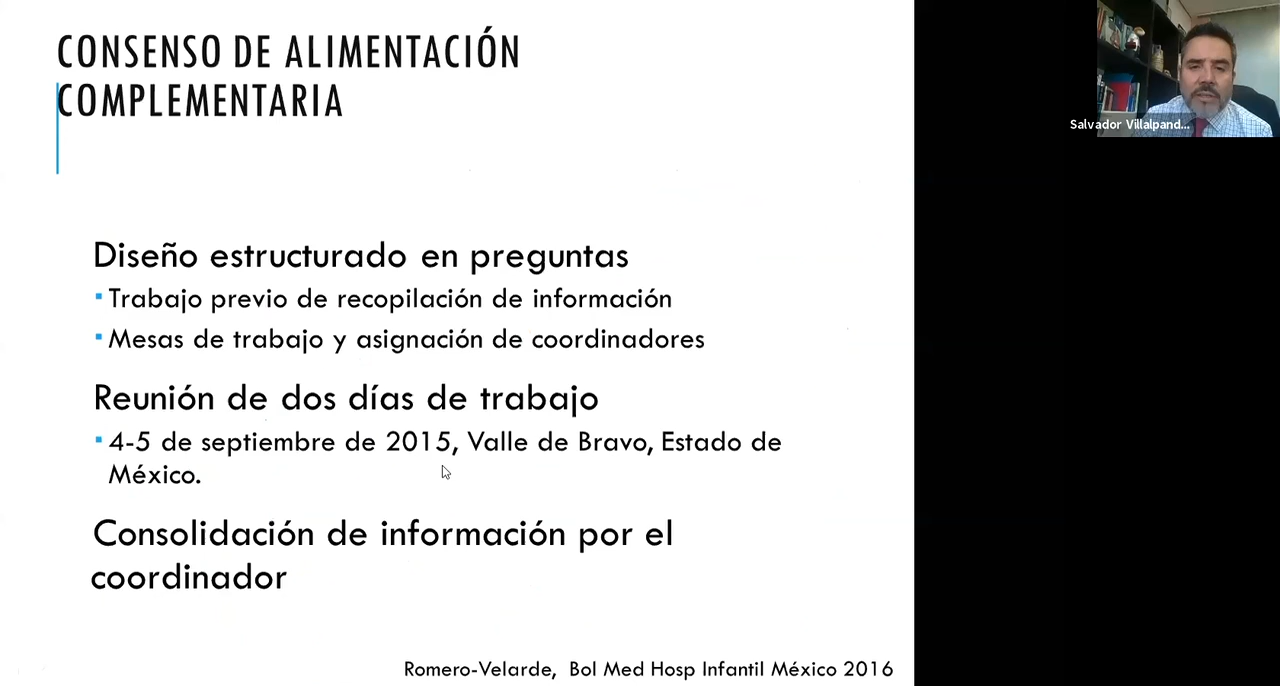 CONSENSO DE ALIMENTACIÓN
COMPLEMENTARIA
Salvador Villalpand...
Diseño estructurado en preguntas
Trabajo previo de recopilación de información
Mesas de trabajo y asignación de coordinadores
Reunión de dos días de trabajo
4-5 de septiembre de 2015, Valle de Bravo, Estado de
México.
Consolidación de información por el
coordinador
Romero-Velarde, Bol Med Hosp Infantil México 2016